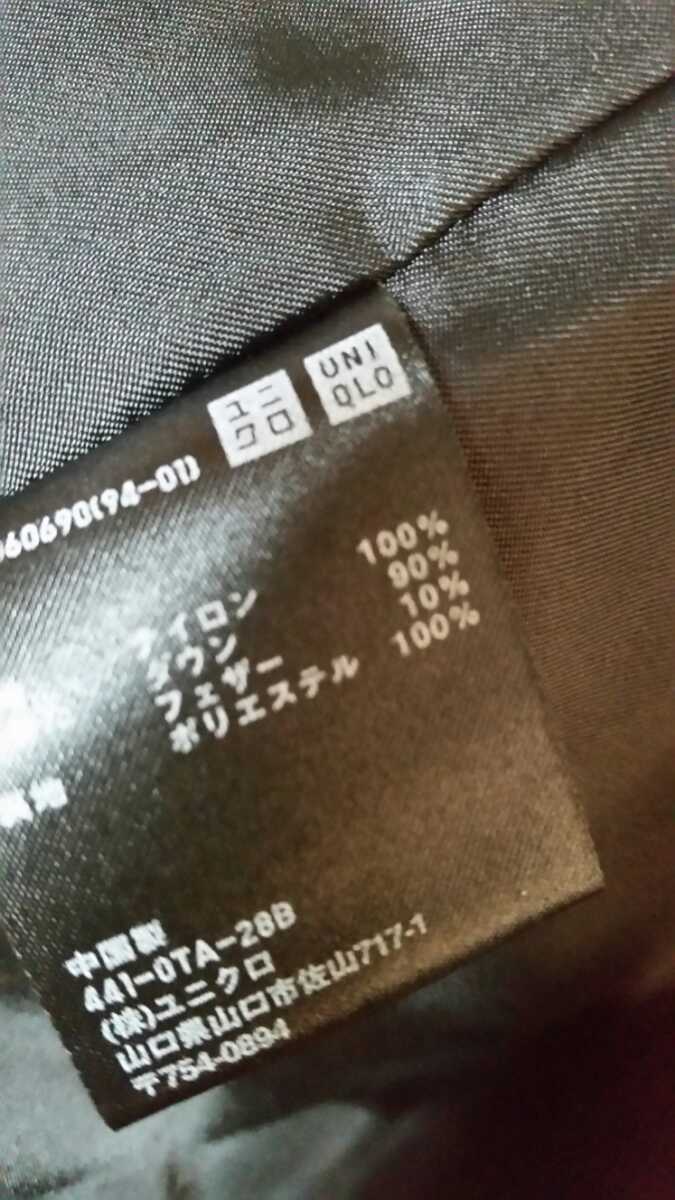 ユニ
クロ
UNI
QLO
060690(94-01)
ナイロン 100%
ダウン 90%
フェザー 10%
ポリエステル 100%
中国製
441-0TA-28B
(株)ユニクロ
山口県山口市佐山717-1
〒754-0894